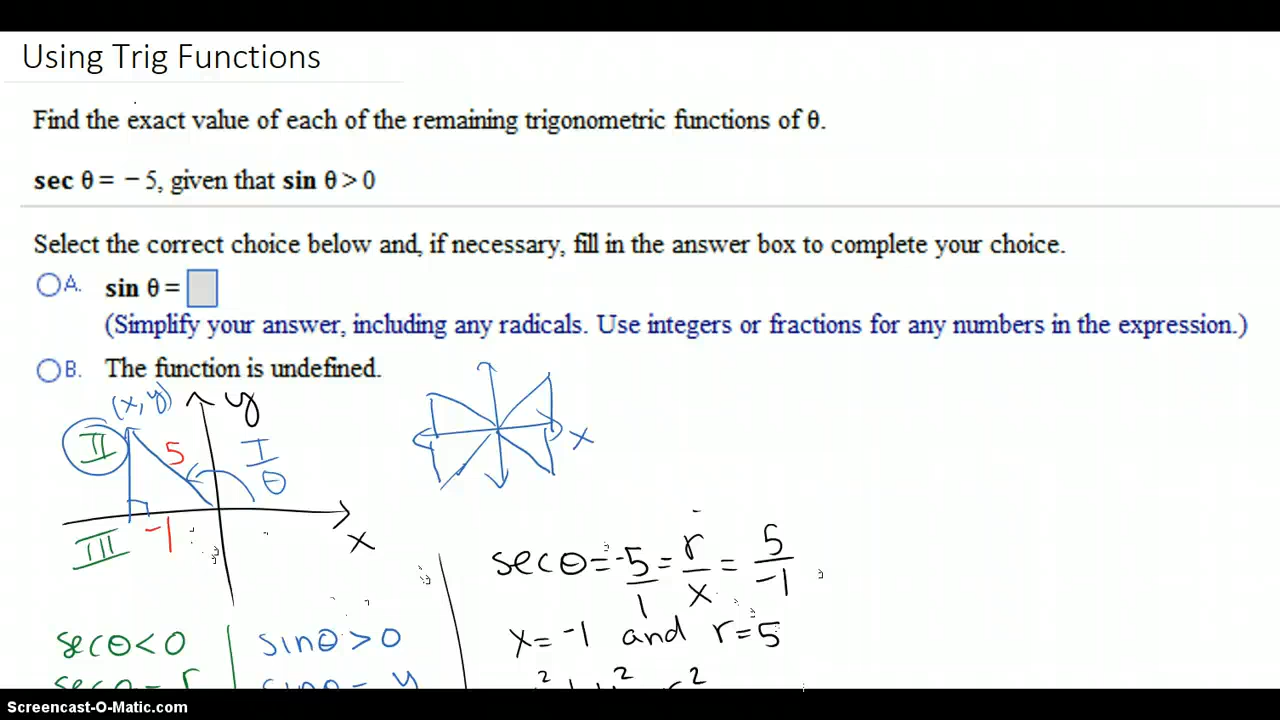 Using Trig Functions
Find the exact value of each of the remaining trigonometric functions of θ.
sec θ = − 5, given that sin θ > 0
Select the correct choice below and, if necessary, fill in the answer box to complete your choice.
A. sin θ =
(Simplify your answer, including any radicals. Use integers or fractions for any numbers in the expression.)
B. The function is undefined.
(x, y)
y
II
5
I
θ
x
III
-1
x
secθ = -5/1 = r/x = 5/-1
x = -1 and r = 5
secθ < 0
sinθ > 0
Screencast-O-Matic.com